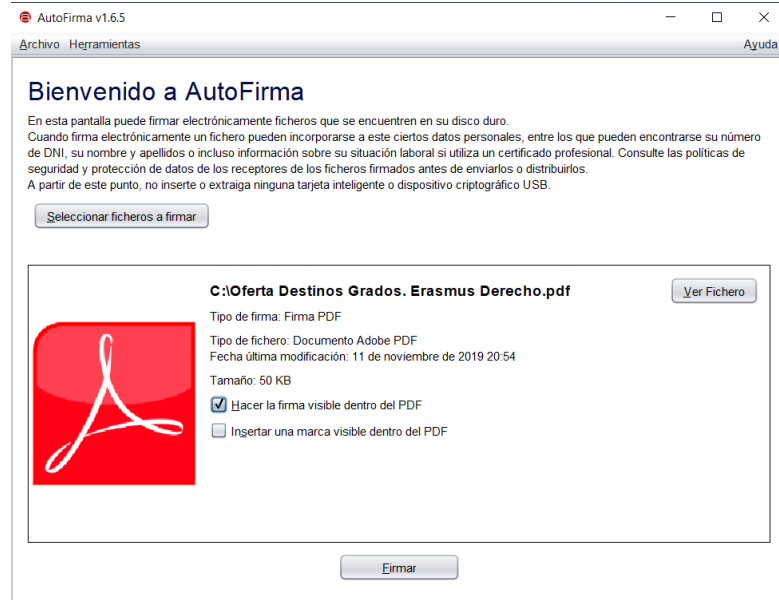 AutoFirma v1.6.5
Archivo Herramientas Ayuda
Bienvenido a AutoFirma
En esta pantalla puede firmar electrónicamente ficheros que se encuentren en su disco duro.
Cuando firma electrónicamente un fichero pueden incorporarse a este ciertos datos personales, entre los que pueden encontrarse su número
de DNI, su nombre y apellidos o incluso información sobre su situación laboral si utiliza un certificado profesional. Consulte las políticas de
seguridad y protección de datos de los receptores de los ficheros firmados antes de enviarlos o distribuirlos.
A partir de este punto, no inserte o extraiga ninguna tarjeta inteligente o dispositivo criptográfico USB.
Seleccionar ficheros a firmar
C:\Oferta Destinos Grados. Erasmus Derecho.pdf
Ver Fichero
Tipo de firma: Firma PDF
Tipo de fichero: Documento Adobe PDF
Fecha última modificación: 11 de noviembre de 2019 20:54
Tamaño: 50 KB
Hacer la firma visible dentro del PDF
Insertar una marca visible dentro del PDF
Firmar